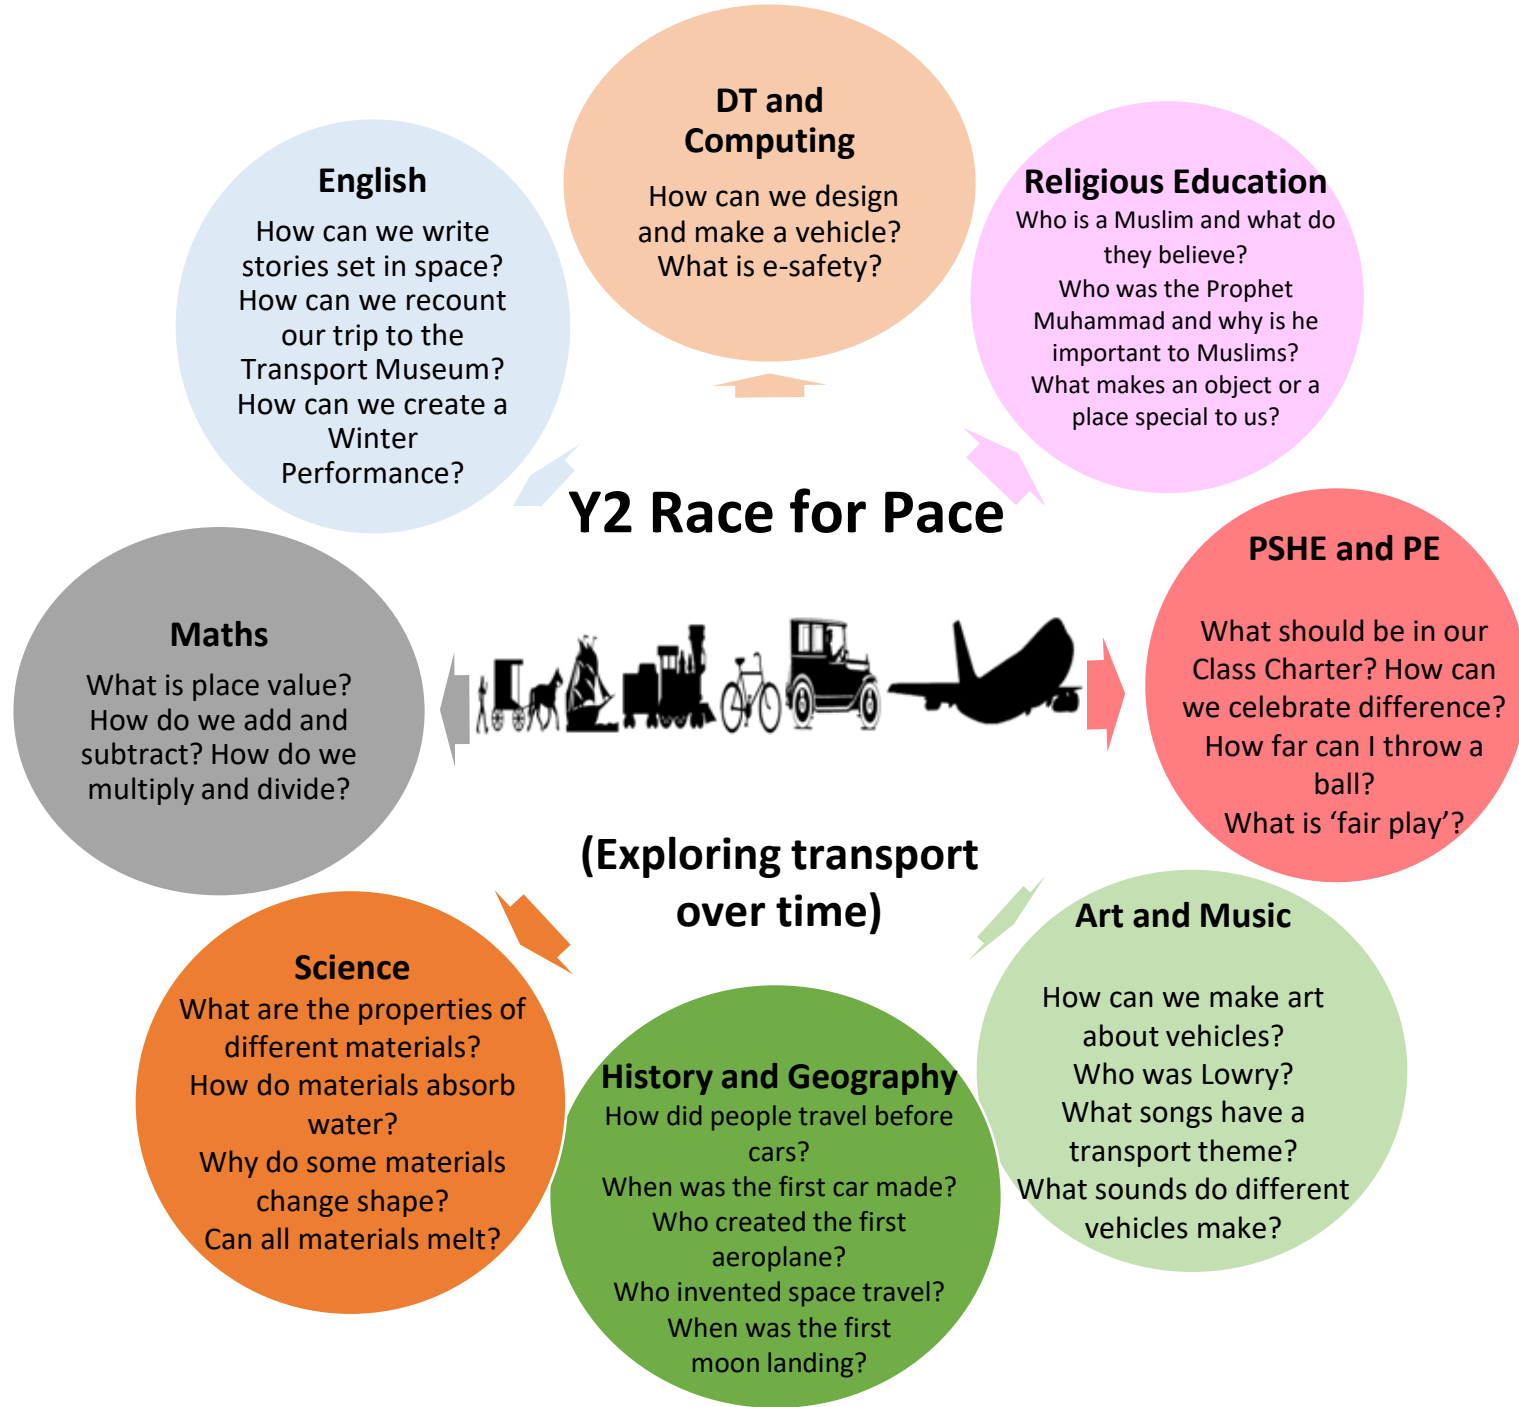 DT and
Computing
How can we design
and make a vehicle?
What is e-safety?
English
How can we write
stories set in space?
How can we recount
our trip to the
Transport Museum?
How can we create a
Winter
Performance?
Religious Education
Who is a Muslim and what do
they believe?
Who was the Prophet
Muhammad and why is he
important to Muslims?
What makes an object or a
place special to us?
Y2 Race for Pace
PSHE and PE
What should be in our
Class Charter? How can
we celebrate difference?
How far can I throw a
ball?
What is ‘fair play’?
Maths
What is place value?
How do we add and
subtract? How do we
multiply and divide?
(Exploring transport
over time)
Art and Music
How can we make art
about vehicles?
Who was Lowry?
What songs have a
transport theme?
What sounds do different
vehicles make?
Science
What are the properties of
different materials?
How do materials absorb
water?
Why do some materials
change shape?
Can all materials melt?
History and Geography
How did people travel before
cars?
When was the first car made?
Who created the first
aeroplane?
Who invented space travel?
When was the first
moon landing?